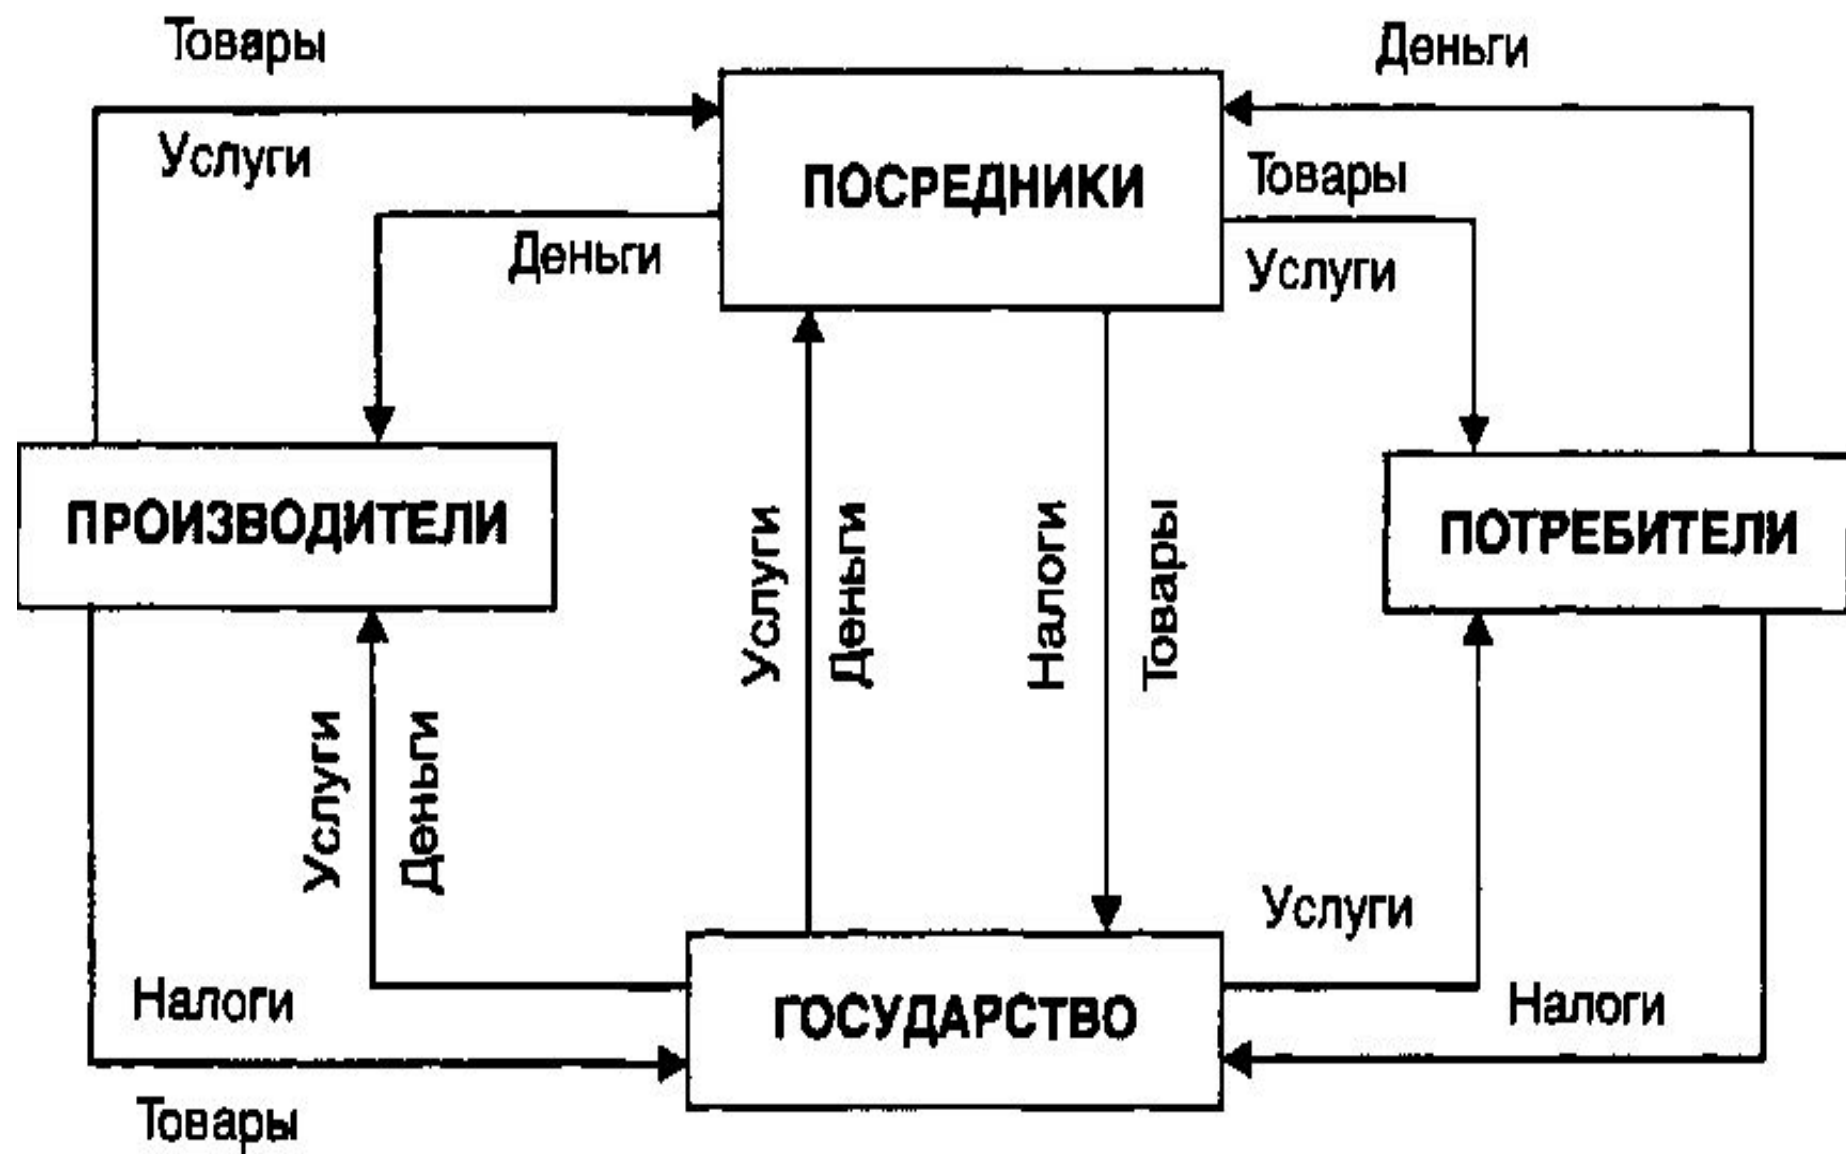 Товары
Деньги
Услуги
ПОСРЕДНИКИ
Товары
Деньги
Услуги
ПРОИЗВОДИТЕЛИ
Услуги
Деньги
Налоги
Товары
ПОТРЕБИТЕЛИ
Услуги
Деньги
Услуги
Налоги
ГОСУДАРСТВО
Налоги
Товары